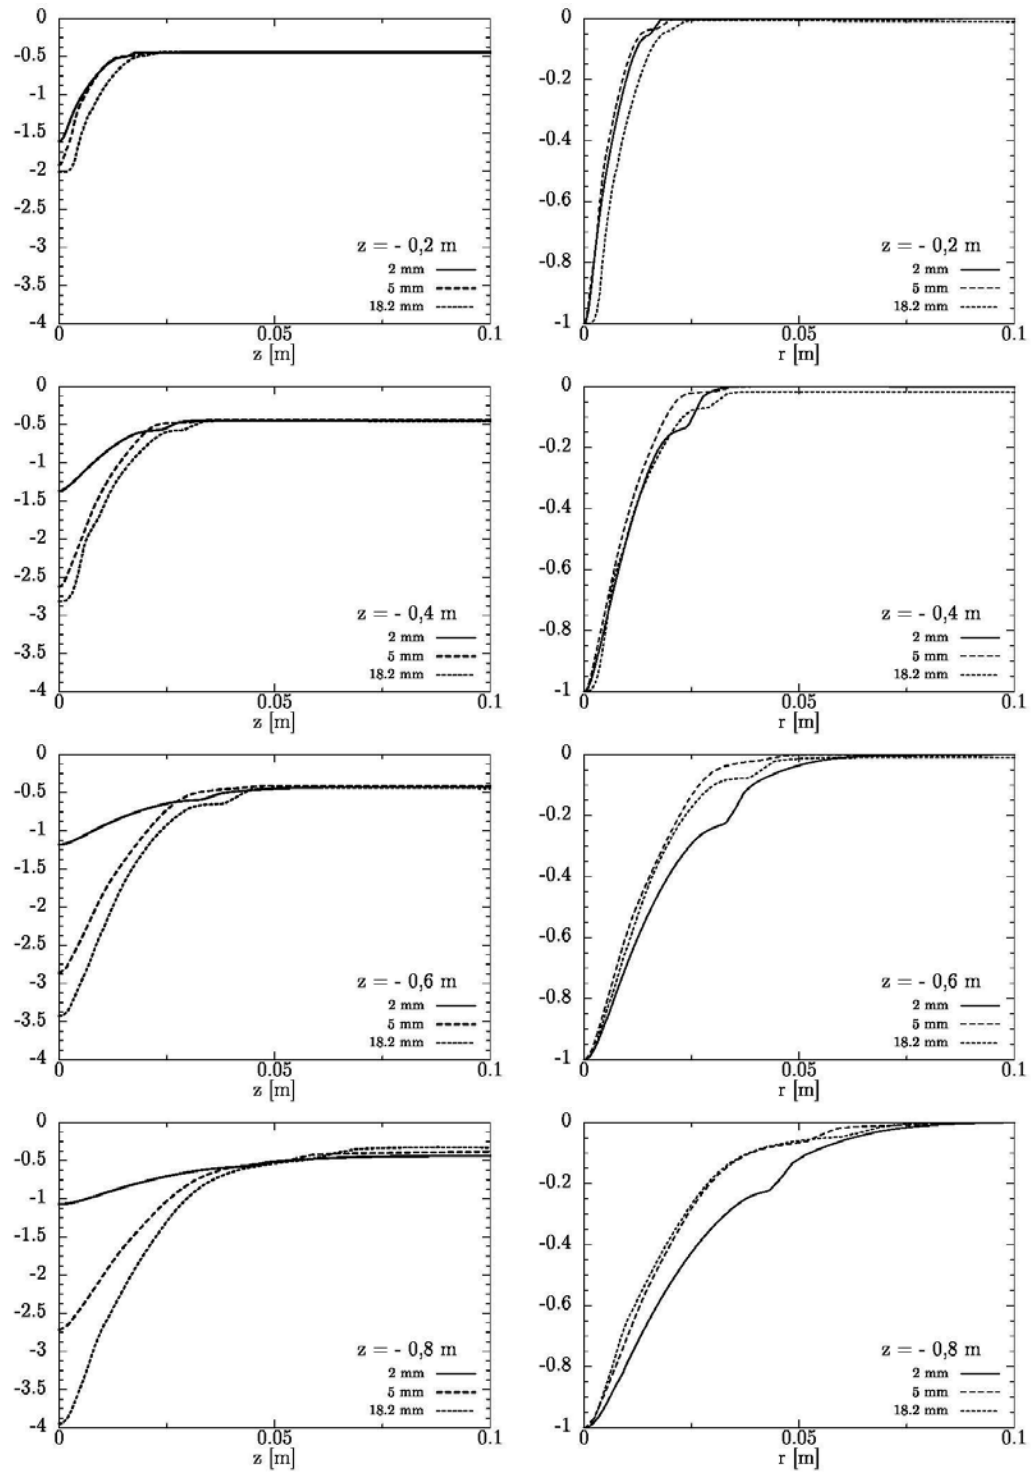 0
-0.5
-1
-1.5
-2
-2.5
-3
-3.5
-4
z = - 0,2 m
2 mm
5 mm
18.2 mm
0 0.05 0.1
z [m]
0
-0.2
-0.4
-0.6
-0.8
-1
z = - 0,2 m
2 mm
5 mm
18.2 mm
0 0.05 0.1
r [m]
0
-0.5
-1
-1.5
-2
-2.5
-3
-3.5
-4
z = - 0,4 m
2 mm
5 mm
18.2 mm
0 0.05 0.1
z [m]
0
-0.2
-0.4
-0.6
-0.8
-1
z = - 0,4 m
2 mm
5 mm
18.2 mm
0 0.05 0.1
r [m]
0
-0.5
-1
-1.5
-2
-2.5
-3
-3.5
-4
z = - 0,6 m
2 mm
5 mm
18.2 mm
0 0.05 0.1
z [m]
0
-0.2
-0.4
-0.6
-0.8
-1
z = - 0,6 m
2 mm
5 mm
18.2 mm
0 0.05 0.1
r [m]
0
-0.5
-1
-1.5
-2
-2.5
-3
-3.5
-4
z = - 0,8 m
2 mm
5 mm
18.2 mm
0 0.05 0.1
z [m]
0
-0.2
-0.4
-0.6
-0.8
-1
z = - 0,8 m
2 mm
5 mm
18.2 mm
0 0.05 0.1
r [m]